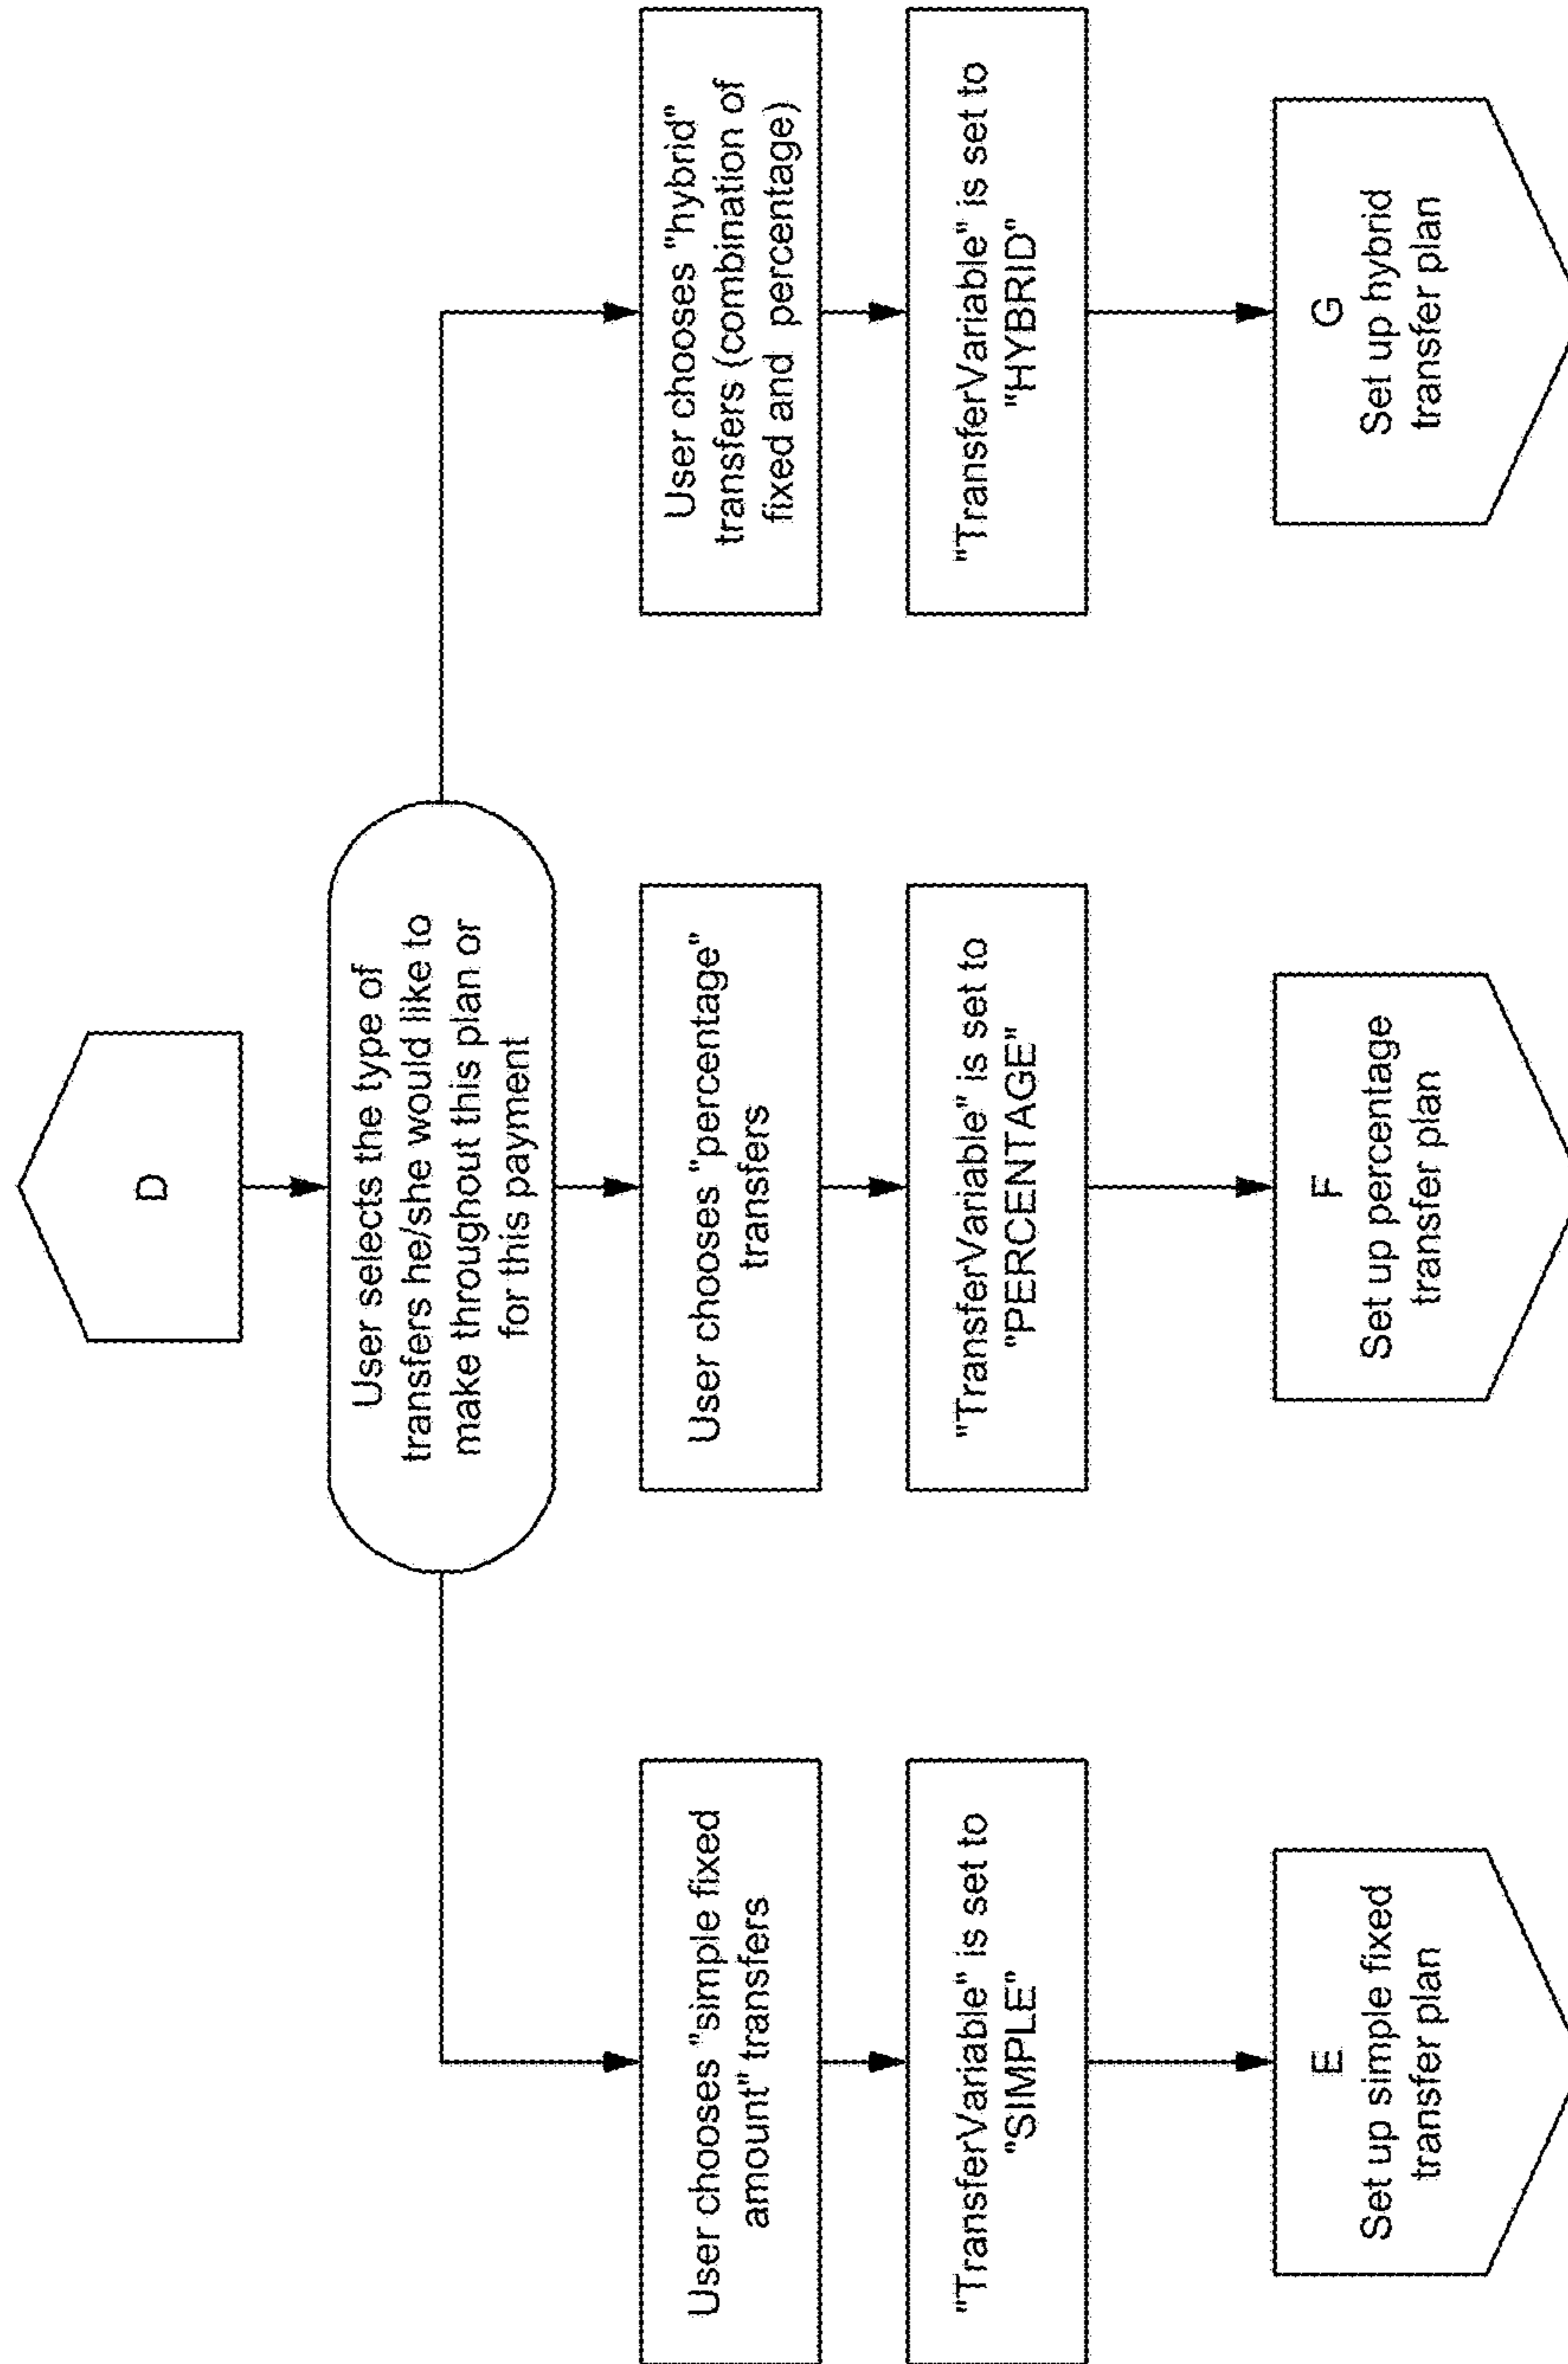 D
User selects the type of
transfers he/she would like to
make throughout this plan or
for this payment
User chooses "simple fixed
amount" transfers
"TransferVariable" is set to
"SIMPLE"
E
Set up simple fixed
transfer plan
User chooses "percentage"
transfers
"TransferVariable" is set to
"PERCENTAGE"
F
Set up percentage
transfer plan
User chooses "hybrid"
transfers (combination of
fixed and percentage)
"TransferVariable" is set to
"HYBRID"
G
Set up hybrid
transfer plan